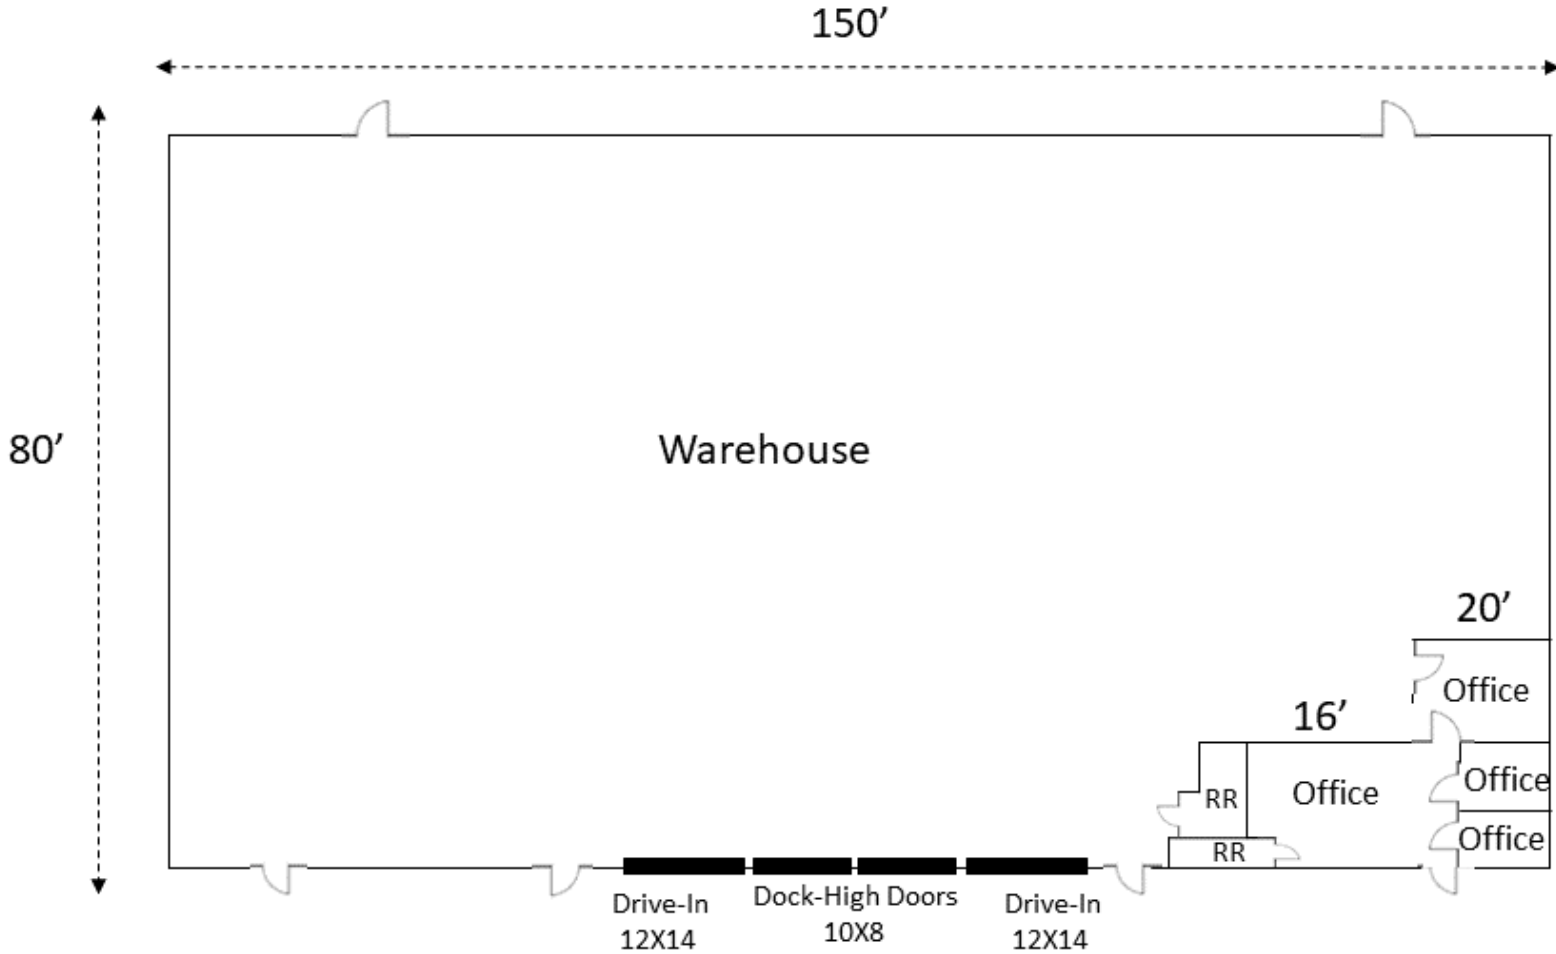 150’
80’
Warehouse
20’
Office
16’
Office
RR
Office
Office
RR
Drive-In
12X14
Dock-High Doors
10X8
Drive-In
12X14